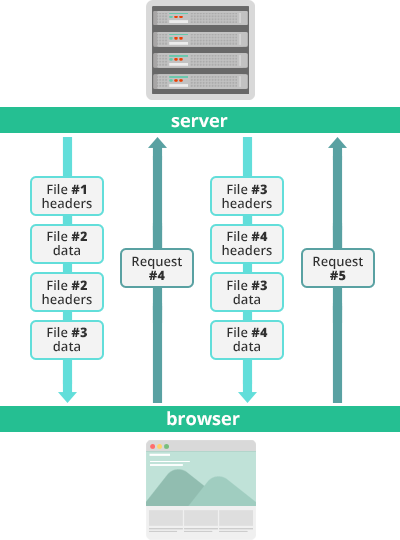 server
File #1
headers
File #2
data
File #2
headers
File #3
data
Request
#4
File #3
headers
File #4
headers
File #3
data
File #4
data
Request
#5
browser